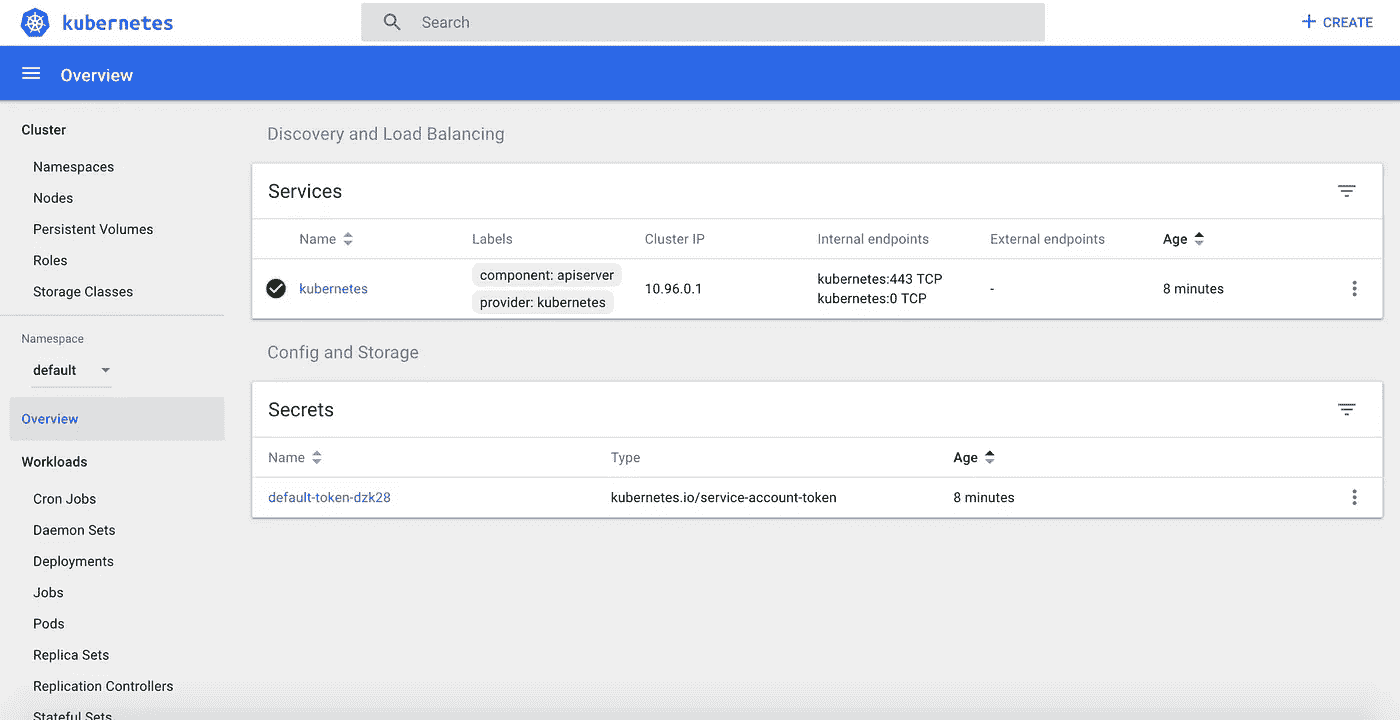 kubernetes
Search
CREATE
Overview
Cluster
Namespaces
Nodes
Persistent Volumes
Roles
Storage Classes
Namespace
default
Overview
Workloads
Cron Jobs
Daemon Sets
Deployments
Jobs
Pods
Replica Sets
Replication Controllers
Stateful Sets
Discovery and Load Balancing
Services
Name Labels Cluster IP Internal endpoints External endpoints Age
kubernetes component: apiserver provider: kubernetes 10.96.0.1 kubernetes:443 TCP kubernetes:0 TCP - 8 minutes
Config and Storage
Secrets
Name Type Age
default-token-dzk28 kubernetes.io/service-account-token 8 minutes